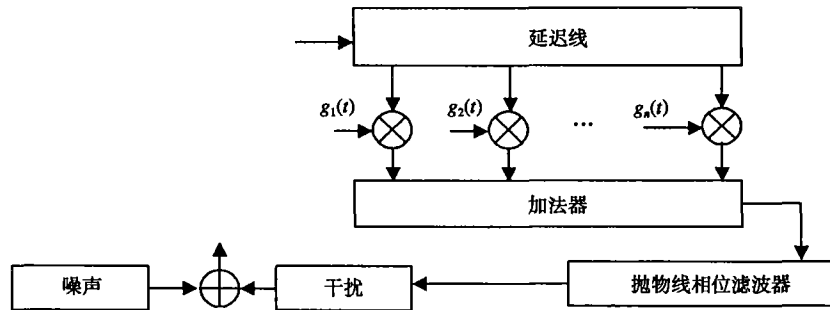 延迟线
g₁(t)
g₂(t)
...
gₙ(t)
加法器
噪声
干扰
抛物线相位滤波器